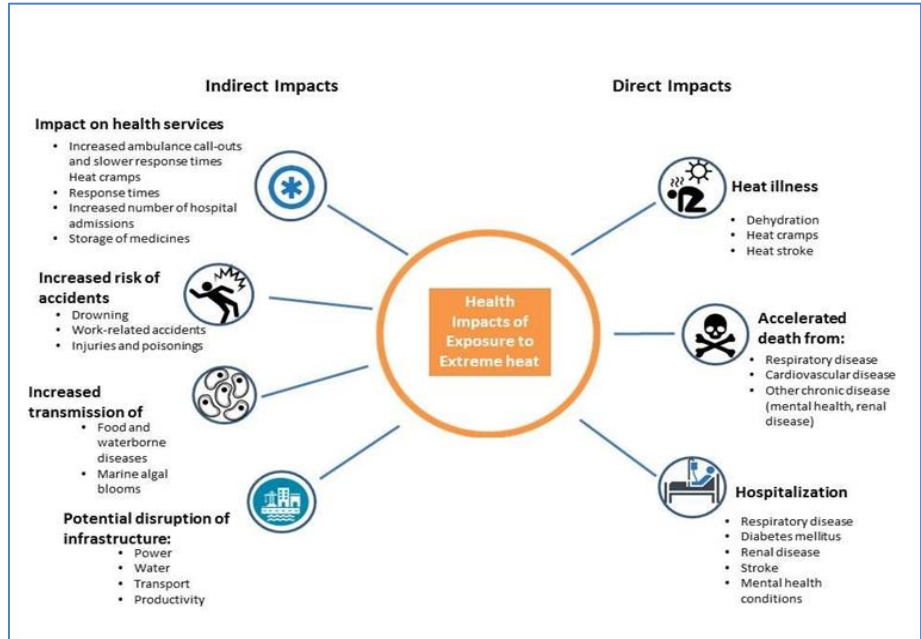 Indirect Impacts
Impact on health services
• Increased ambulance call-outs
and slower response times
Heat cramps
• Response times
• Increased number of hospital
admissions
• Storage of medicines
Increased risk of
accidents
• Drowning
• Work-related accidents
• Injuries and poisonings
Increased
transmission of
• Food and
waterborne
diseases
• Marine algal
blooms
Potential disruption of
infrastructure:
• Power
• Water
• Transport
• Productivity
Health
Impacts of
Exposure to
Extreme heat
Direct Impacts
Heat illness
• Dehydration
• Heat cramps
• Heat stroke
Accelerated
death from:
• Respiratory disease
• Cardiovascular disease
• Other chronic disease
(mental health, renal
disease)
Hospitalization
• Respiratory disease
• Diabetes mellitus
• Renal disease
• Stroke
• Mental health
conditions